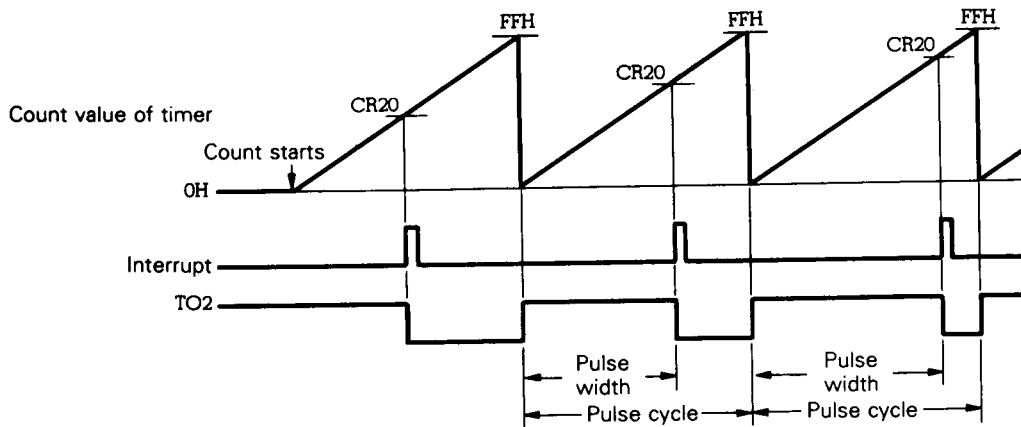 FFH
FFH
FFH
CR20
CR20
CR20
Count value of timer
Count starts
0H
Interrupt
TO2
Pulse
width
Pulse
width
Pulse cycle
Pulse cycle